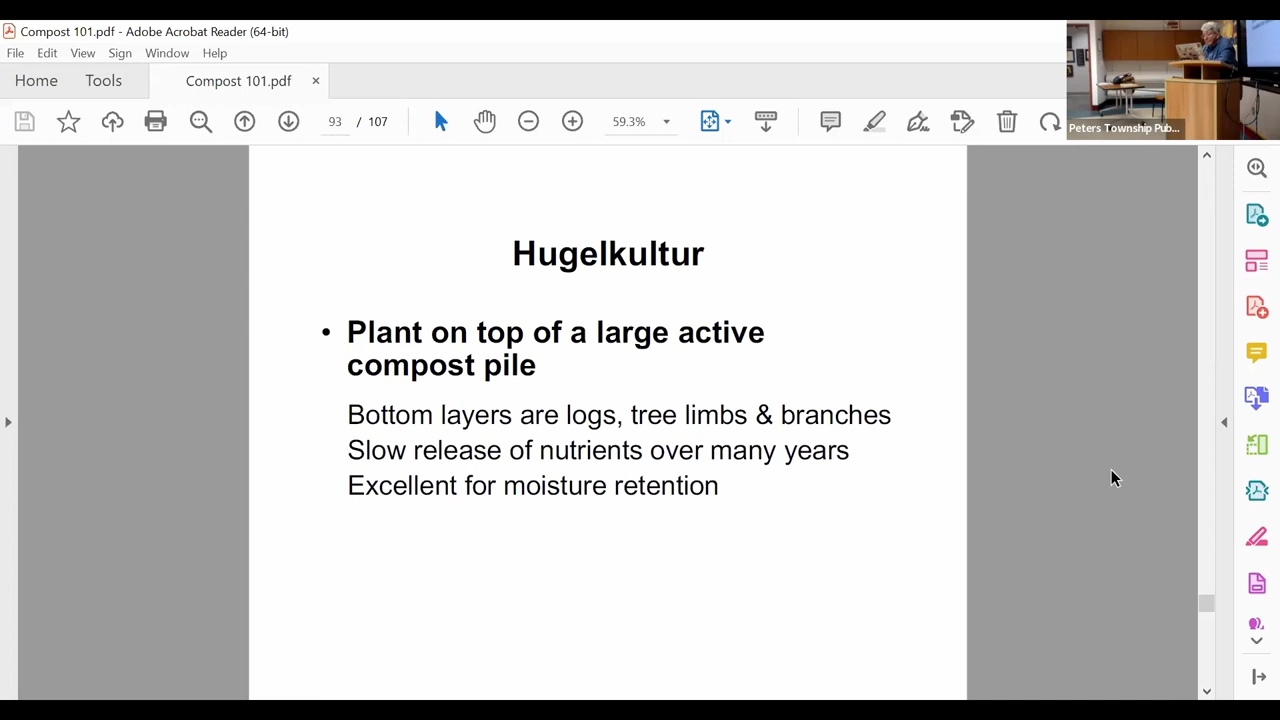 Compost 101.pdf - Adobe Acrobat Reader (64-bit)
File Edit View Sign Window Help
Home Tools Compost 101.pdf ×
93 / 107 59.3%
Peters Township Pub...
Hugelkultur
• Plant on top of a large active
compost pile
Bottom layers are logs, tree limbs & branches
Slow release of nutrients over many years
Excellent for moisture retention